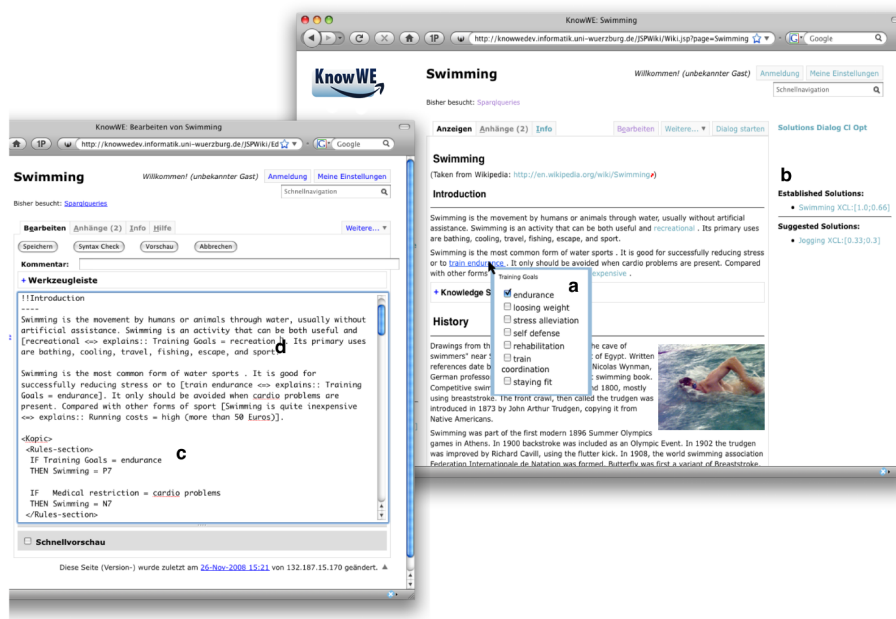 KnowWE: Swimming
1P
http://knowwedev.informatik.uni-wuerzburg.de/JSPWiki/Wiki.jsp?page=Swimming
Google
KnowWE
Swimming
Willkommen! (unbekannter Gast)
Anmeldung
Meine Einstellungen
Schnellnavigation
Bisher besucht: Sparqlqueries
Anzeigen
Anhänge (2)
Info
Bearbeiten
Weitere...
Dialog starten
Solutions Dialog Cl Opt
Swimming
(Taken from Wikipedia: http://en.wikipedia.org/wiki/Swimming)
b
Introduction
Established Solutions:
• Swimming XCL:[1.0;0.66]
Swimming is the movement by humans or animals through water, usually without artificial
assistance. Swimming is an activity that can be both useful and recreational . Its primary uses
are bathing, cooling, travel, fishing, escape, and sport.
Suggested Solutions:
• Jogging XCL:[0.33;0.3]
Swimming is the most common form of water sports . It is good for successfully reducing stress
or to train endurance . It only should be avoided when cardio problems are present. Compared
with other forms expensive .
Training Goals
a
endurance
loosing weight
stress alleviation
self defense
rehabilitation
train
coordination
staying fit
+ Knowledge S
History
Drawings from th he cave of
swimmers" near of Egypt. Written
references date b Nicolas Wynman,
German professo t swimming book.
Competitive swim nd 1800, mostly
using breaststroke. The front crawl, then called the trudgen was
introduced in 1873 by John Arthur Trudgen, copying it from
Native Americans.
Swimming was part of the first modern 1896 Summer Olympics
games in Athens. In 1900 backstroke was included as an Olympic Event. In 1902 the trudgen
was improved by Richard Cavill, using the flutter kick. In 1908, the world swimming association
Federation Internationale de Natation was formed. Butterfly was first a variant of Breaststroke,
KnowWE: Bearbeiten von Swimming
1P
http://knowwedev.informatik.uni-wuerzburg.de/JSPWiki/Ed
Google
Swimming
Willkommen! (unbekannter Gast)
Anmeldung
Meine Einstellungen
Schnellnavigation
Bisher besucht: Sparqlqueries
Bearbeiten
Anhänge (2)
Info
Hilfe
Weitere...
Speichern
Syntax Check
Vorschau
Abbrechen
Kommentar:
+ Werkzeugleiste
!!Introduction
----
Swimming is the movement by humans or animals through water, usually without
artificial assistance. Swimming is an activity that can be both useful and
[recreational <=> explains:: Training Goals = recreation]. Its primary uses
are bathing, cooling, travel, fishing, escape, and sport.
d
Swimming is the most common form of water sports . It is good for
successfully reducing stress or to [train endurance <=> explains:: Training
Goals = endurance]. It only should be avoided when cardio problems are
present. Compared with other forms of sport [Swimming is quite inexpensive
<=> explains:: Running costs = high (more than 50 Euros)].
<Kopic>
<Rules-section>
IF Training Goals = endurance
THEN Swimming = P7
c
IF Medical restriction = cardio problems
THEN Swimming = N7
</Rules-section>
Schnellvorschau
Diese Seite (Version-) wurde zuletzt am 26-Nov-2008 15:21 von 132.187.15.170 geändert.